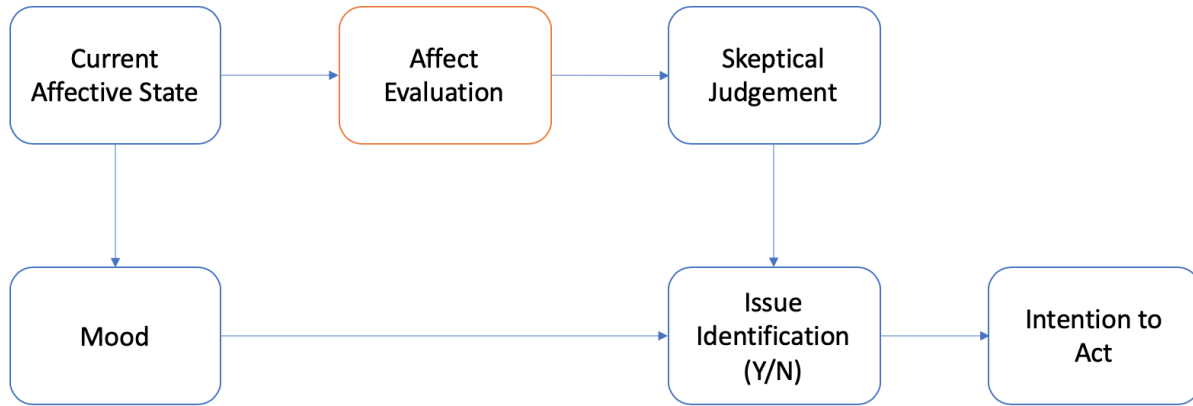 Current
Affective State
Affect
Evaluation
Skeptical
Judgement
Mood
Issue
Identification
(Y/N)
Intention to
Act